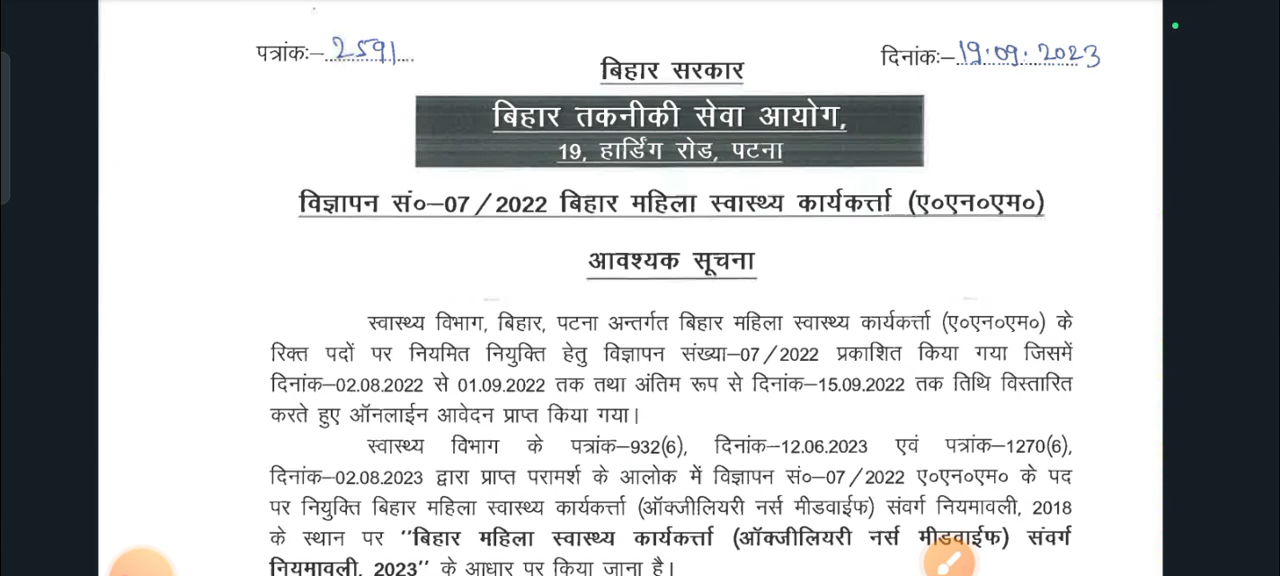 पत्रांकः–2591
दिनांकः–19.09.2023
बिहार सरकार
बिहार तकनीकी सेवा आयोग,
19, हार्डिंग रोड, पटना
विज्ञापन सं०–07/2022 बिहार महिला स्वास्थ्य कार्यकर्त्ता (ए०एन०एम०)
आवश्यक सूचना
स्वास्थ्य विभाग, बिहार, पटना अन्तर्गत बिहार महिला स्वास्थ्य कार्यकर्त्ता (ए०एन०एम०) के
रिक्त पदों पर नियमित नियुक्ति हेतु विज्ञापन संख्या–07/2022 प्रकाशित किया गया जिसमें
दिनांक–02.08.2022 से 01.09.2022 तक तथा अंतिम रूप से दिनांक–15.09.2022 तक तिथि विस्तारित
करते हुए ऑनलाईन आवेदन प्राप्त किया गया।
स्वास्थ्य विभाग के पत्रांक–932(6), दिनांक–12.06.2023 एवं पत्रांक–1270(6),
दिनांक–02.08.2023 द्वारा प्राप्त परामर्श के आलोक में विज्ञापन सं०–07/2022 ए०एन०एम० के पद
पर नियुक्ति बिहार महिला स्वास्थ्य कार्यकर्त्ता (ऑक्जीलियरी नर्स मीडवाईफ) संवर्ग नियमावली, 2018
के स्थान पर "बिहार महिला स्वास्थ्य कार्यकर्त्ता (ऑक्जीलियरी नर्स मीडवाईफ) संवर्ग
नियमावली, 2023" के आधार पर किया जाना है।